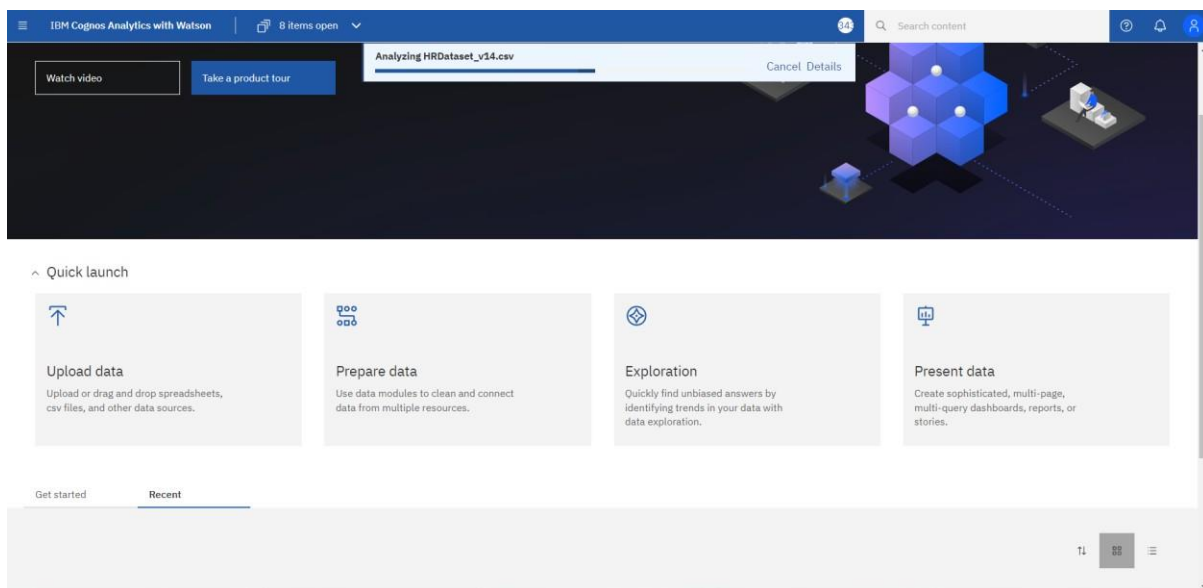 IBM Cognos Analytics with Watson
8 items open
Search content
Analyzing HRDataset_v14.csv
Cancel Details
Watch video
Take a product tour
Quick launch
Upload data
Upload or drag and drop spreadsheets,
csv files, and other data sources.
Prepare data
Use data modules to clean and connect
data from multiple resources.
Exploration
Quickly find unbiased answers by
identifying trends in your data with
data exploration.
Present data
Create sophisticated, multi-page,
multi-query dashboards, reports, or
stories.
Get started
Recent